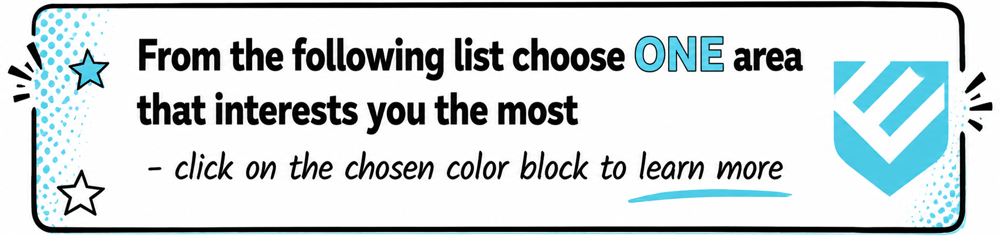 From the following list choose ONE area
that interests you the most
- click on the chosen color block to learn more